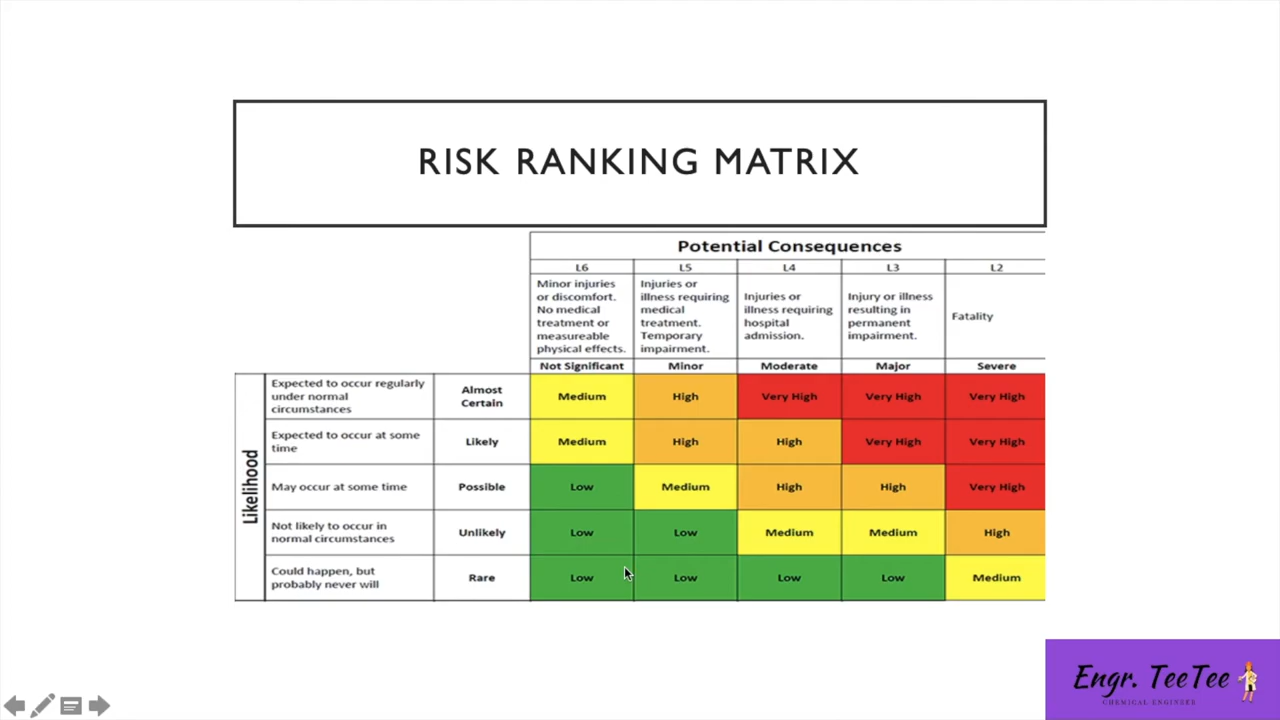 RISK RANKING MATRIX
Potential Consequences
L6 L5 L4 L3 L2
Minor injuries
or discomfort.
No medical
treatment or
measureable
physical effects.
Injuries or
illness requiring
medical
treatment.
Temporary
impairment.
Injuries or
illness requiring
hospital
admission.
Injury or illness
resulting in
permanent
impairment.
Fatality
Not Significant Minor Moderate Major Severe
Likelihood
Expected to occur regularly
under normal
circumstances
Almost
Certain
Medium High Very High Very High Very High
Expected to occur at some
time
Likely
Medium High High Very High Very High
May occur at some time
Possible
Low Medium High High Very High
Not likely to occur in
normal circumstances
Unlikely
Low Low Medium Medium High
Could happen, but
probably never will
Rare
Low Low Low Low Medium
Engr. TeeTee
CHEMICAL ENGINEER